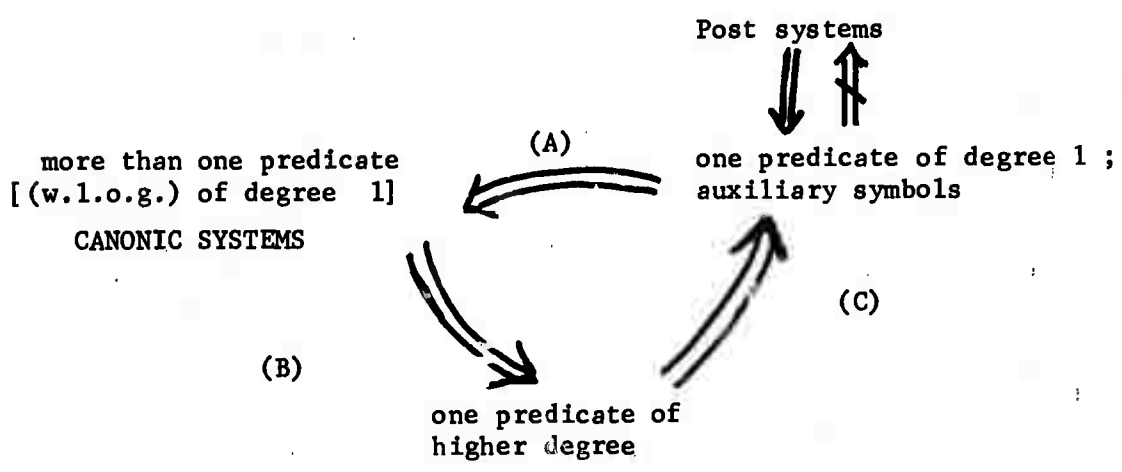 Post systems
(A)
more than one predicate
[(w.l.o.g.) of degree 1]
CANONIC SYSTEMS
one predicate of degree 1 ;
auxiliary symbols
(C)
(B)
one predicate of
higher degree